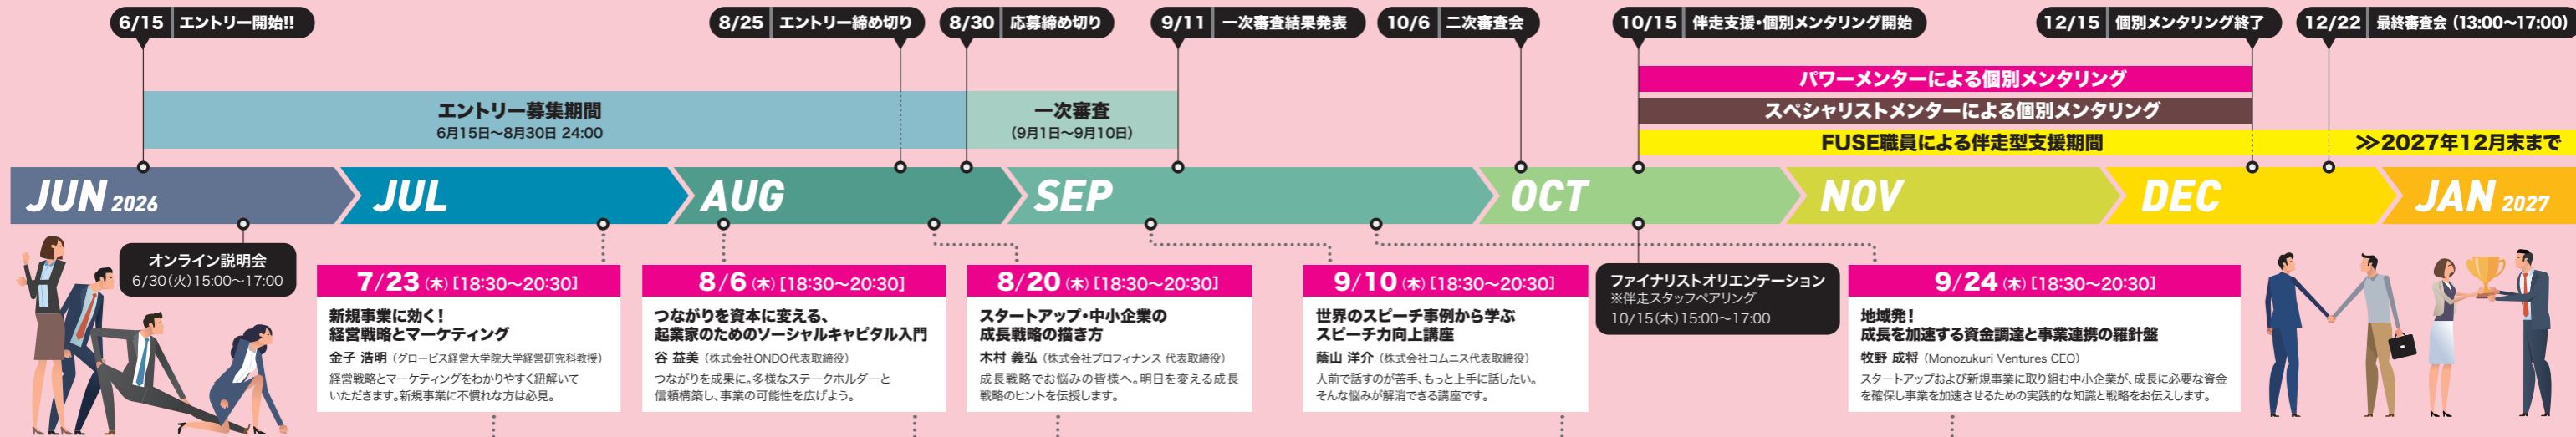 6/15 エントリー開始!!
8/25 エントリー締め切り
8/30 応募締め切り
9/11 一次審査結果発表
10/6 二次審査会
10/15 伴走支援・個別メンタリング開始
12/15 個別メンタリング終了
12/22 最終審査会 (13:00〜17:00)
パワーメンターによる個別メンタリング
エントリー募集期間
6月15日〜8月30日 24:00
一次審査
(9月1日〜9月10日)
スペシャリストメンターによる個別メンタリング
FUSE職員による伴走型支援期間
≫2027年12月末まで
JUN 2026
JUL
AUG
SEP
OCT
NOV
DEC
JAN 2027
オンライン説明会
6/30(火)15:00〜17:00
7/23 (木) [18:30〜20:30]
新規事業に効く!
経営戦略とマーケティング
金子 浩明 (グロービス経営大学院大学経営研究科教授)
経営戦略とマーケティングをわかりやすく紐解いて
いただきます。新規事業に不慣れな方は必見。
8/6 (木) [18:30〜20:30]
つながりを資本に変える、
起業家のためのソーシャルキャピタル入門
谷 益美 (株式会社ONDO代表取締役)
つながりを成果に。多様なステークホルダーと
信頼構築し、事業の可能性を広げよう。
8/20 (木) [18:30〜20:30]
スタートアップ・中小企業の
成長戦略の描き方
木村 義弘 (株式会社プロフィナンス 代表取締役)
成長戦略でお悩みの皆様へ。明日を変える成長
戦略のヒントを伝授します。
9/10 (木) [18:30〜20:30]
世界のスピーチ事例から学ぶ
スピーチ力向上講座
蔭山 洋介 (株式会社コムニス代表取締役)
人前で話すのが苦手、もっと上手に話したい。
そんな悩みが解消できる講座です。
ファイナリストオリエンテーション
※伴走スタッフペアリング
10/15(木)15:00〜17:00
9/24 (木) [18:30〜20:30]
地域発!
成長を加速する資金調達と事業連携の羅針盤
牧野 成将 (Monozukuri Ventures CEO)
スタートアップおよび新規事業に取り組む中小企業が、成長に必要な資金
を確保し事業を加速させるための実践的な知識と戦略をお伝えします。